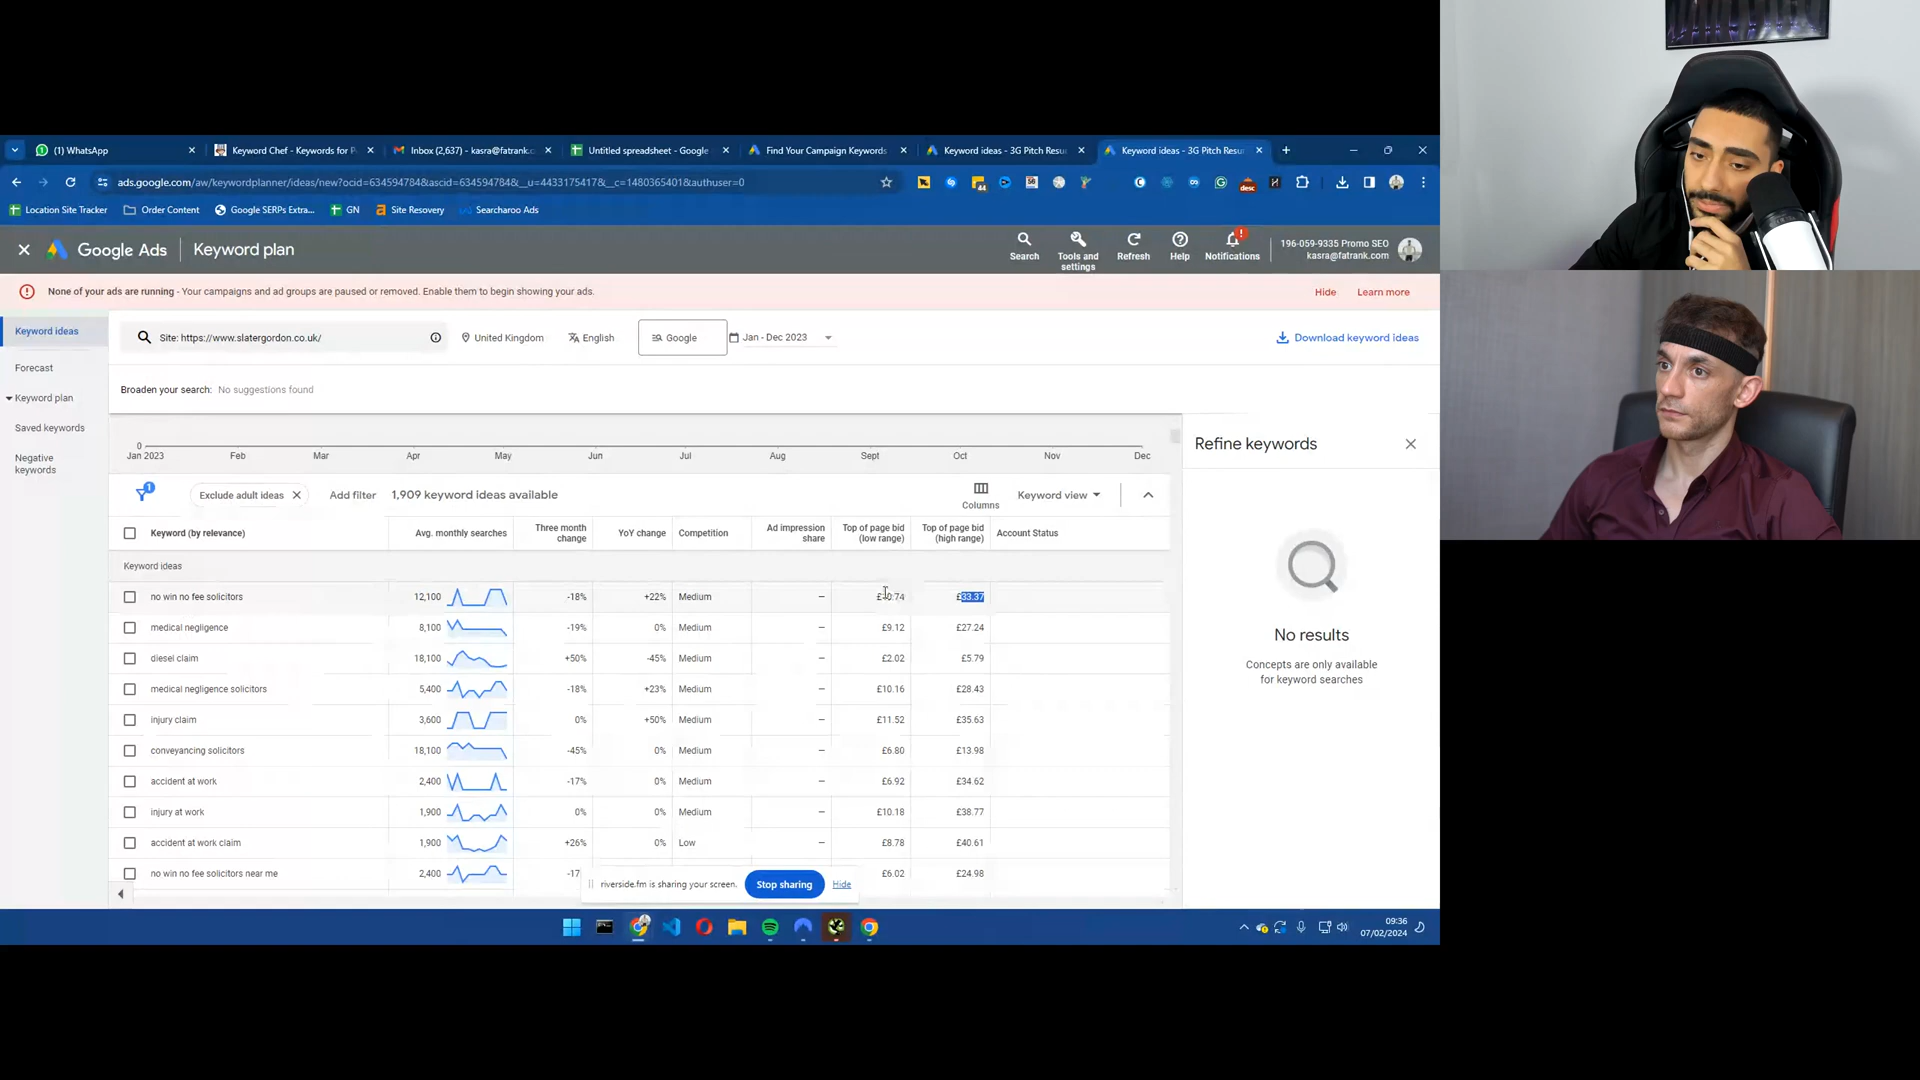 (1) WhatsApp
Keyword Chef - Keywords for P
Inbox (2,637) - kasra@fatrank.c
Untitled spreadsheet - Google
Find Your Campaign Keywords
Keyword ideas - 3G Pitch Resu
Keyword ideas - 3G Pitch Resu
ads.google.com/aw/keywordplanner/ideas/new?ocid=634594784&ascid=634594784&__u=4433175417&__c=1480365401&authuser=0
Location Site Tracker
Order Content
Google SERPs Extra...
GN
Site Recovery
Searcharoo Ads
Google Ads
Keyword plan
Search
Tools and settings
Refresh
Help
Notifications
196-059-9335 Promo SEO
kasra@fatrank.com
None of your ads are running - Your campaigns and ad groups are paused or removed. Enable them to begin showing your ads.
Hide
Learn more
Keyword ideas
Forecast
Keyword plan
Saved keywords
Negative keywords
Site: https://www.slatergordon.co.uk/
United Kingdom
English
Google
Jan - Dec 2023
Download keyword ideas
Broaden your search: No suggestions found
0
Jan 2023 Feb Mar Apr May Jun Jul Aug Sept Oct Nov Dec
Refine keywords
1
Exclude adult ideas
Add filter
1,909 keyword ideas available
Columns
Keyword view
Keyword (by relevance) Avg. monthly searches Three month change YoY change Competition Ad impression share Top of page bid (low range) Top of page bid (high range) Account Status
Keyword ideas
no win no fee solicitors 12,100 -18% +22% Medium – £33.37
medical negligence 8,100 -19% 0% Medium – £9.12 £27.24
diesel claim 18,100 +50% -45% Medium – £2.02 £5.79
medical negligence solicitors 5,400 -18% +23% Medium – £10.16 £28.43
injury claim 3,600 0% +50% Medium – £11.52 £35.63
conveyancing solicitors 18,100 -45% 0% Medium – £6.80 £13.98
accident at work 2,400 -17% 0% Medium – £6.92 £34.62
injury at work 1,900 0% 0% Medium – £10.18 £38.77
accident at work claim 1,900 +26% 0% Low – £8.78 £40.61
no win no fee solicitors near me 2,400 -17 £6.02 £24.98
No results
Concepts are only available
for keyword searches
riverside.fm is sharing your screen.
Stop sharing
Hide
09:36
07/02/2024